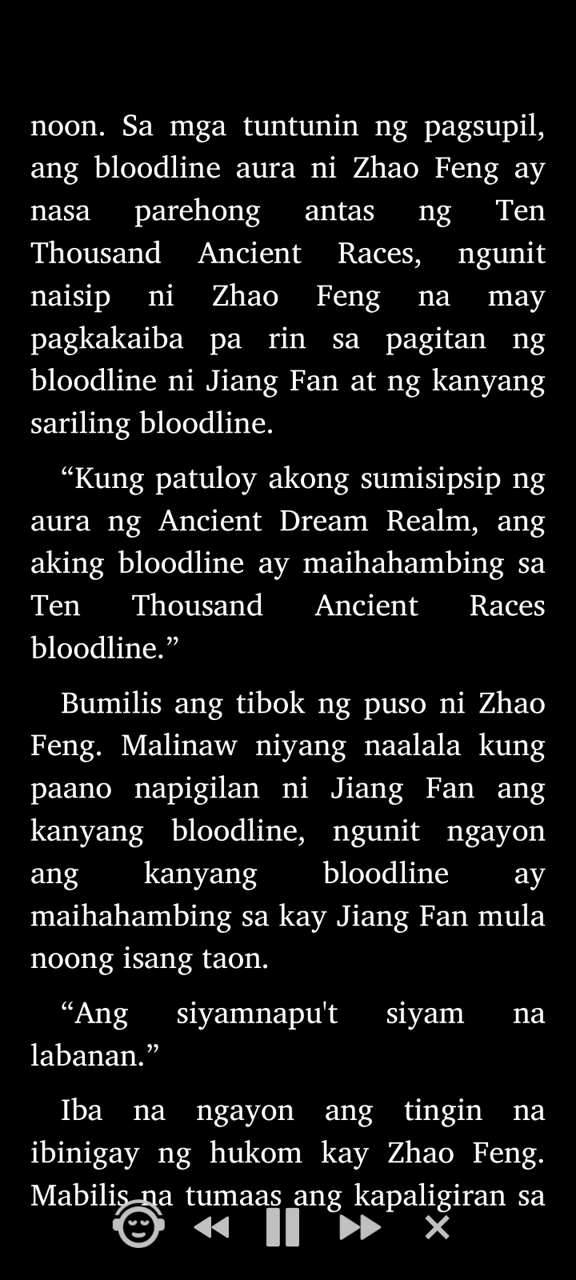 noon. Sa mga tuntunin ng pagsupil,
ang bloodline aura ni Zhao Feng ay
nasa parehong antas ng Ten
Thousand Ancient Races, ngunit
naisip ni Zhao Feng na may
pagkakaiba pa rin sa pagitan ng
bloodline ni Jiang Fan at ng kanyang
sariling bloodline.
“Kung patuloy akong sumisipsip ng
aura ng Ancient Dream Realm, ang
aking bloodline ay maihahambing sa
Ten Thousand Ancient Races
bloodline.”
Bumilis ang tibok ng puso ni Zhao
Feng. Malinaw niyang naalala kung
paano napigilan ni Jiang Fan ang
kanyang bloodline, ngunit ngayon
ang kanyang bloodline ay
maihahambing sa kay Jiang Fan mula
noong isang taon.
“Ang siyamnapu't siyam na
labanan.”
Iba na ngayon ang tingin na
ibinigay ng hukom kay Zhao Feng.
Mabilis na tumaas ang kapaligiran sa